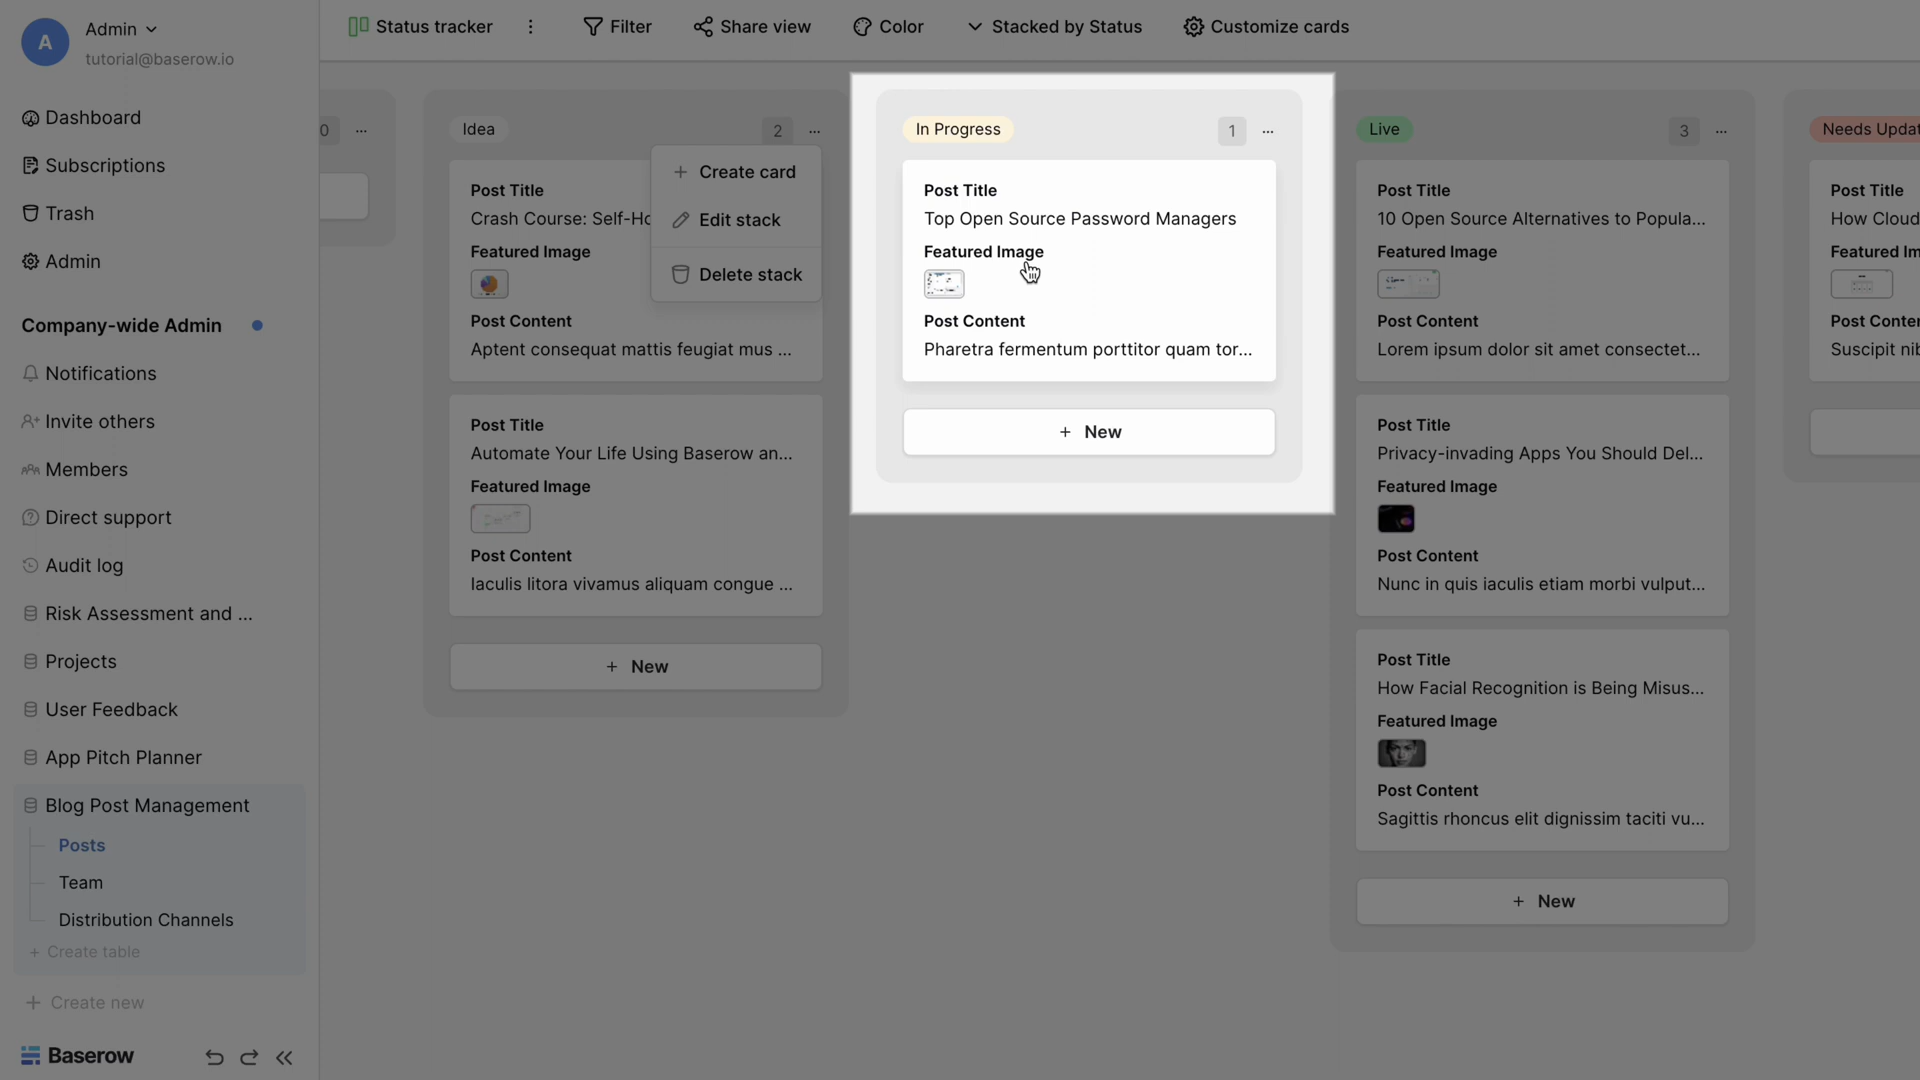 A
Admin
tutorial@baserow.io
Dashboard
Subscriptions
Trash
Admin
Company-wide Admin
Notifications
Invite others
Members
Direct support
Audit log
Risk Assessment and ...
Projects
User Feedback
App Pitch Planner
Blog Post Management
Posts
Team
Distribution Channels
+ Create table
+ Create new
Baserow
Status tracker
Filter
Share view
Color
Stacked by Status
Customize cards
0 ...
Idea
2 ...
Create card
Edit stack
Delete stack
Post Title
Crash Course:
Featured Image
Post Content
Aptent consequat mattis feugiat mus ...
Post Title
Automate Your Life Using Baserow an...
Featured Image
Post Content
Iaculis litora vivamus aliquam congue ...
+ New
In Progress
1 ...
Post Title
Top Open Source Password Managers
Featured Image
Post Content
Pharetra fermentum porttitor quam tor...
+ New
Live
3 ...
Post Title
10 Open Source Alternatives to Popula...
Featured Image
Post Content
Lorem ipsum dolor sit amet consectet...
Post Title
Privacy-invading Apps You Should Del...
Featured Image
Post Content
Nunc in quis iaculis etiam morbi vulput...
Post Title
How Facial Recognition is Being Misus...
Featured Image
Post Content
Sagittis rhoncus elit dignissim taciti vu...
+ New
Needs
Post Title
How
Featured
Post
Suscipit